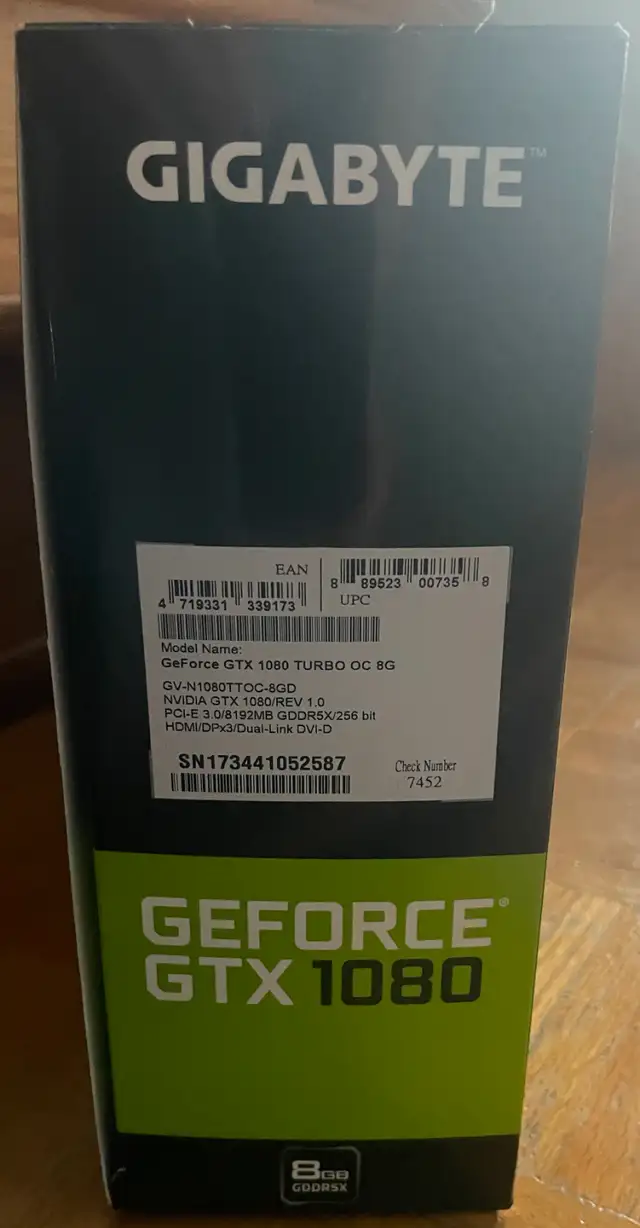 GIGABYTE™
EAN
4 719331 339173
8 89523 00735 8
UPC
Model Name:
GeForce GTX 1080 TURBO OC 8G
GV-N1080TTOC-8GD
NVIDIA GTX 1080/REV 1.0
PCI-E 3.0/8192MB GDDR5X/256 bit
HDMI/DPx3/Dual-Link DVI-D
SN173441052587
Check Number
7452
GEFORCE®
GTX 1080
8GB
GDDR5X